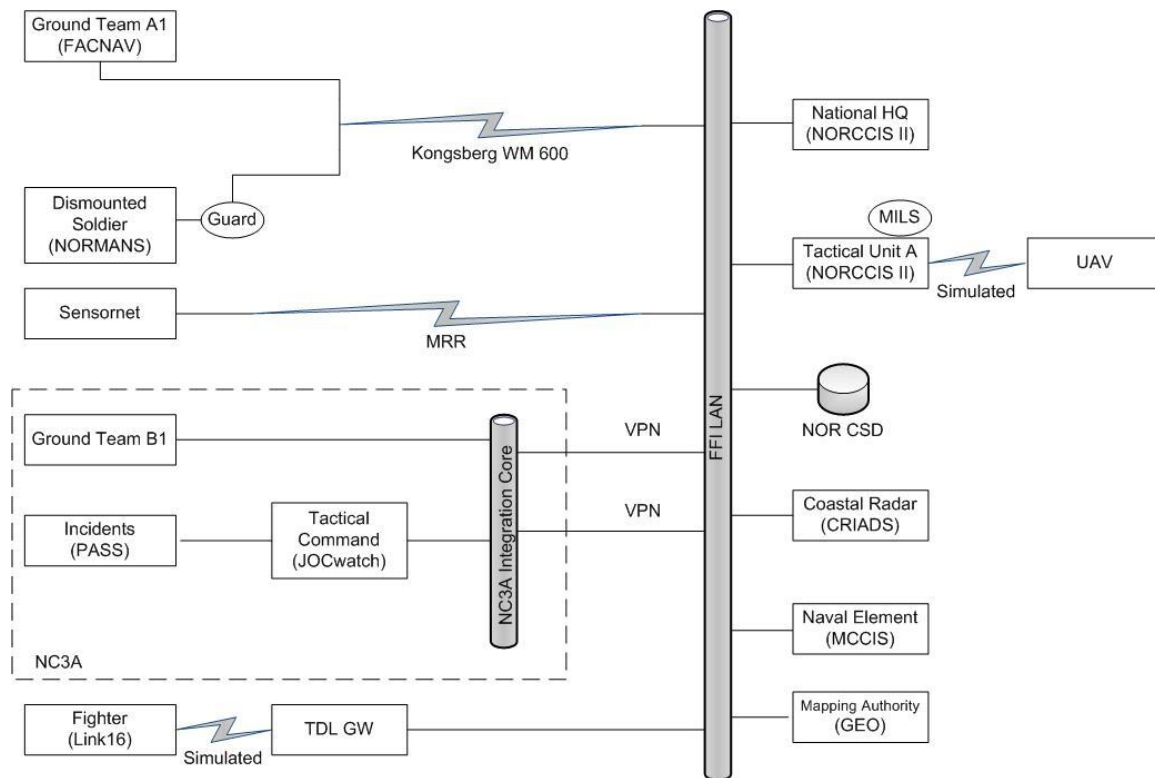 Ground Team A1
(FACNAV)
Kongsberg WM 600
National HQ
(NORCCIS II)
Dismounted
Soldier
(NORMANS)
Guard
MILS
Tactical Unit A
(NORCCIS II)
Simulated
UAV
Sensornet
MRR
FFI LAN
NOR CSD
Ground Team B1
VPN
Incidents
(PASS)
Tactical
Command
(JOCwatch)
NC3A Integration Core
VPN
Coastal Radar
(CRIADS)
Naval Element
(MCCIS)
NC3A
Fighter
(Link16)
Simulated
TDL GW
Mapping Authority
(GEO)